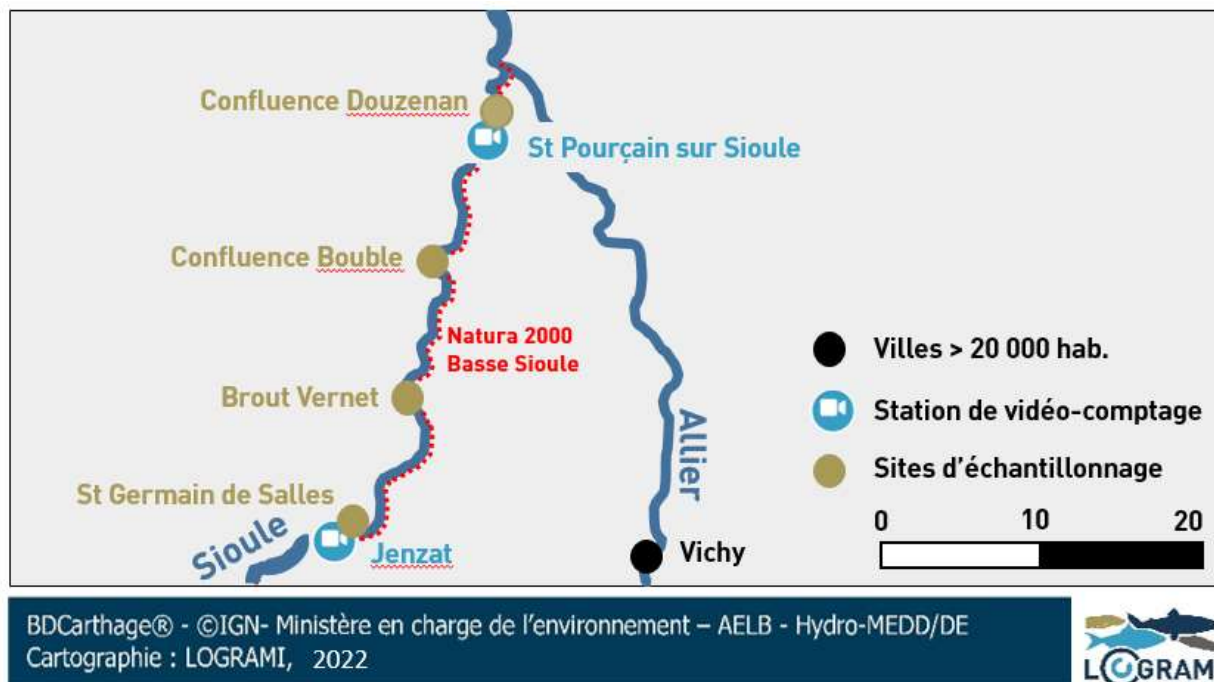 Confluence Douzenan
St Pourçain sur Sioule
Confluence Bouble
Natura 2000
Basse Sioule
Brout Vernet
St Germain de Salles
Sioule
Jenzat
Allier
Vichy
Villes > 20 000 hab.
Station de vidéo-comptage
Sites d'échantillonnage
0 10 20
BDCarthage® - ©IGN- Ministère en charge de l'environnement – AELB - Hydro-MEDD/DE
Cartographie : LOGRAMI, 2022
LOGRAM